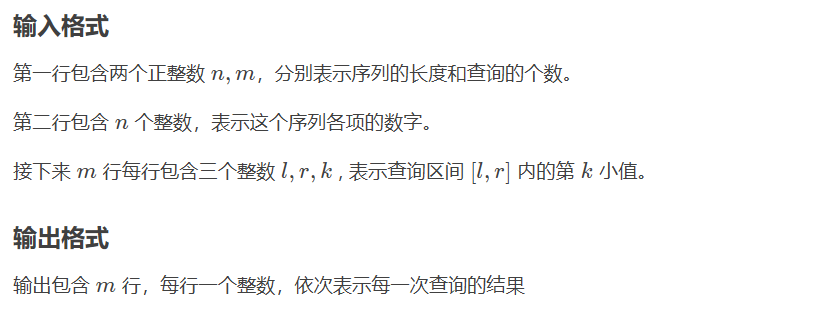 输入格式
第一行包含两个正整数 n, m，分别表示序列的长度和查询的个数。
第二行包含 n 个整数，表示这个序列各项的数字。
接下来 m 行每行包含三个整数 l, r, k , 表示查询区间 [l, r] 内的第 k 小值。
输出格式
输出包含 m 行，每行一个整数，依次表示每一次查询的结果